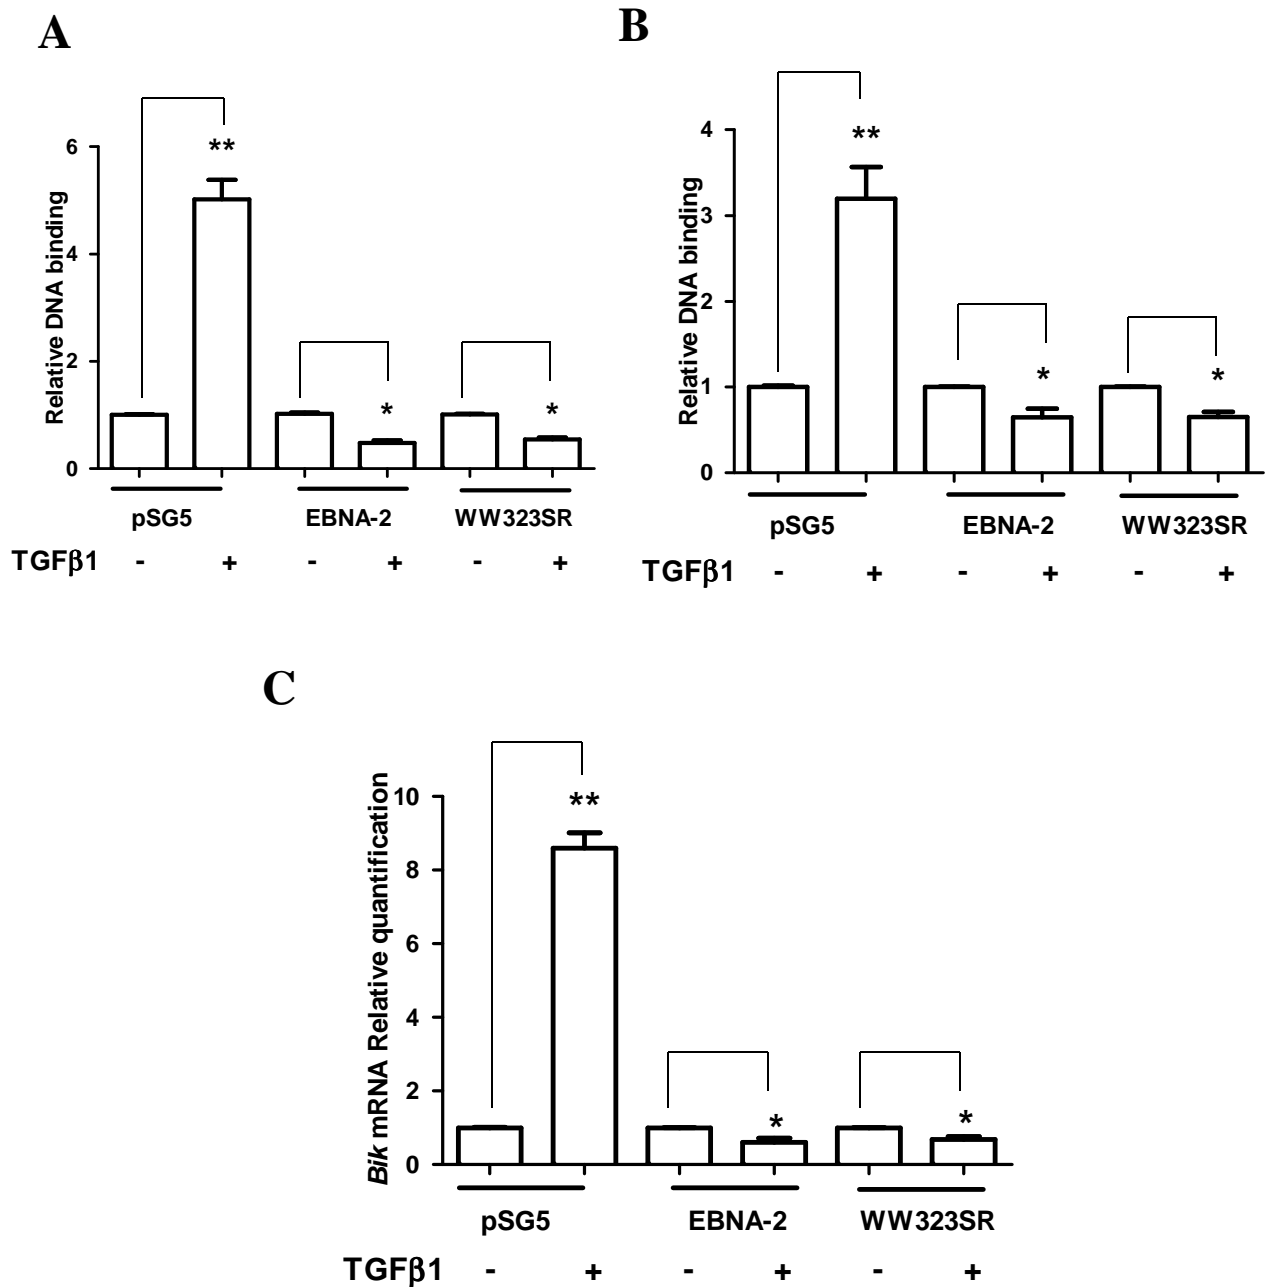 A
Relative DNA binding
6
4
2
0
**
*
*
pSG5 EBNA-2 WW323SR
TGFβ1 - + - + - +
B
Relative DNA binding
4
3
2
1
0
**
*
*
pSG5 EBNA-2 WW323SR
TGFβ1 - + - + - +
C
Bik mRNA Relative quantification
10
8
6
4
2
0
**
*
*
pSG5 EBNA-2 WW323SR
TGFβ1 - + - + - +